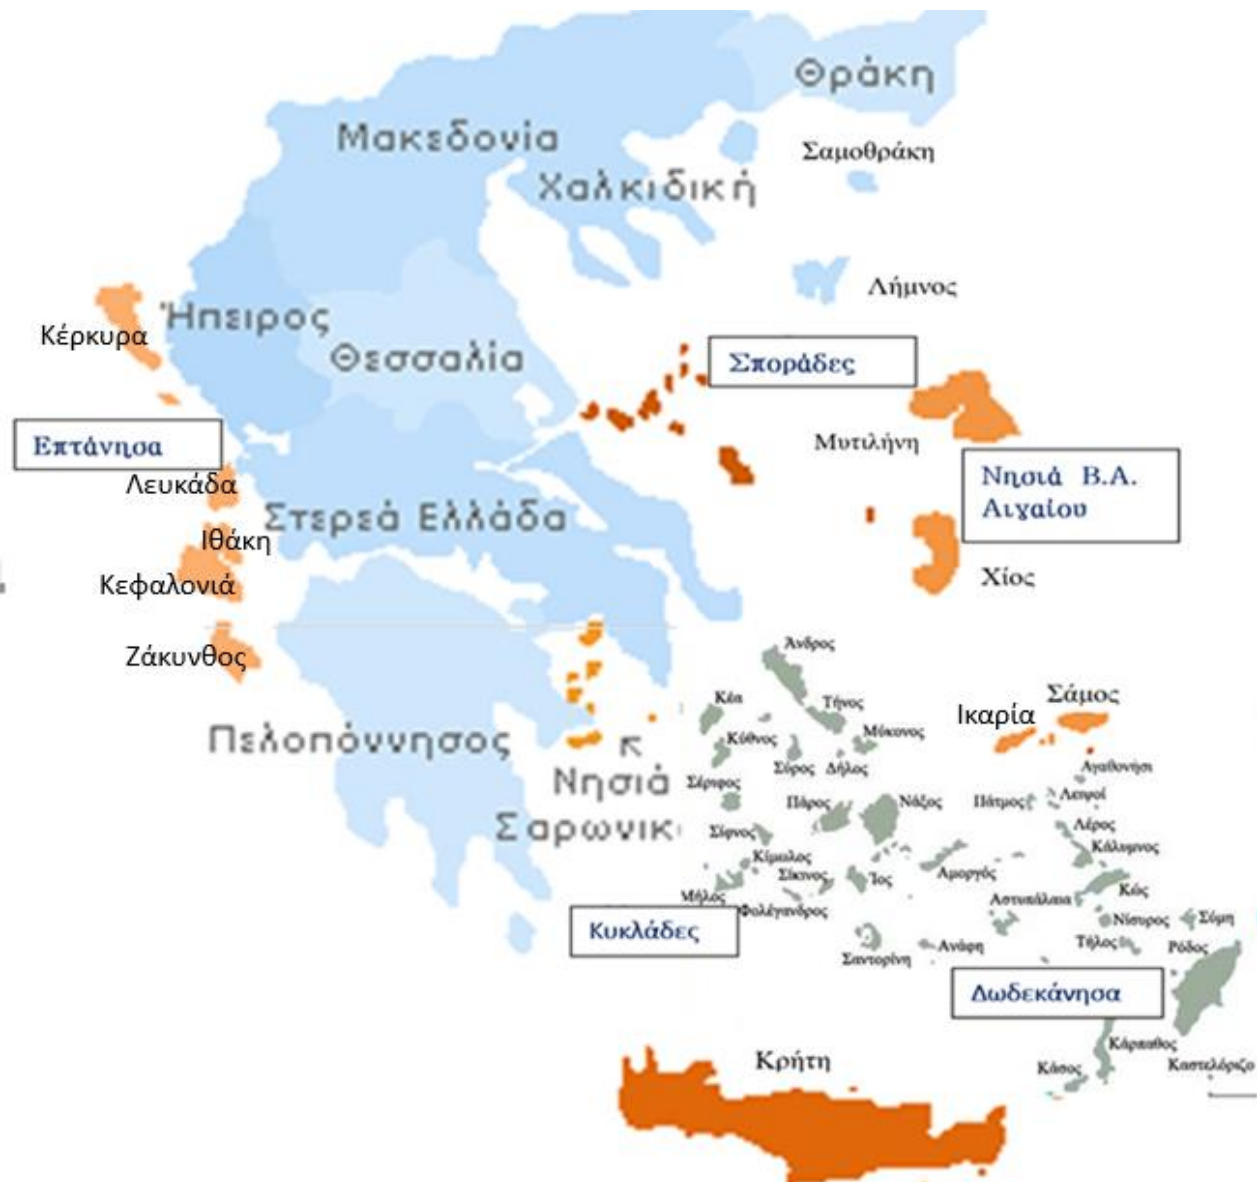 Θράκη
Μακεδονία
Σαμοθράκη
Χαλκιδική
Λήμνος
Ήπειρος
Κέρκυρα
Θεσσαλία
Σποράδες
Επτάνησα
Μυτιλήνη
Νησιά Β.Α.
Αιγαίου
Λευκάδα
Στερεά Ελλάδα
Ιθάκη
Κεφαλονιά
Χίος
Ζάκυνθος
Άνδρος
Κέα
Τήνος
Σάμος
Ικαρία
Πελοπόννησος
Κύθνος
Μύκονος
Σύρος
Δήλος
Αγαθονήσι
Νησιά
Σαρωνικ
Σέριφος
Πάρος
Νάξος
Πάτμος
Λειψοί
Λέρος
Σίφνος
Κάλυμνος
Κίμωλος
Σίκινος
Ίος
Αμοργός
Μήλος
Φολέγανδρος
Αστυπάλαια
Κώς
Κυκλάδες
Νίσυρος
Σύμη
Σαντορίνη
Ανάφη
Τήλος
Ρόδος
Δωδεκάνησα
Κάρπαθος
Κρήτη
Κάσος
Καστελόριζο